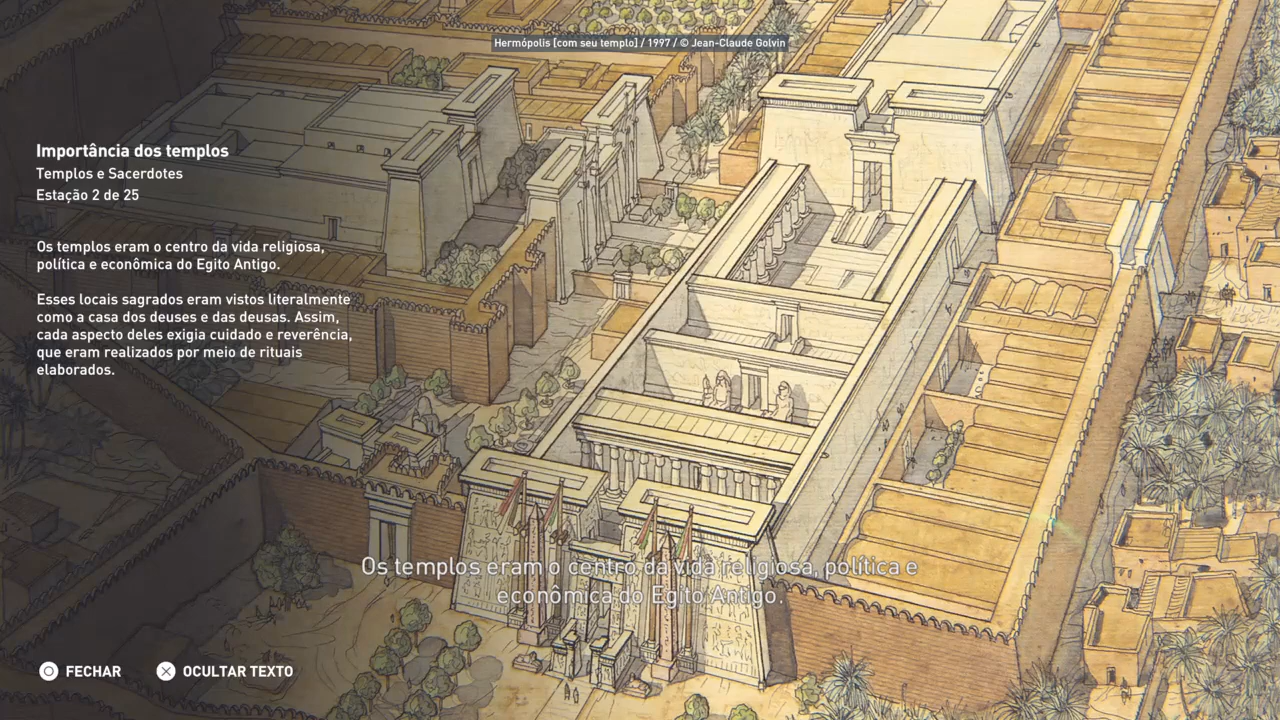 Hermópolis [com seu templo] / 1997 / © Jean-Claude Golvin
Importância dos templos
Templos e Sacerdotes
Estação 2 de 25
Os templos eram o centro da vida religiosa,
política e econômica do Egito Antigo.
Esses locais sagrados eram vistos literalmente
como a casa dos deuses e das deusas. Assim,
cada aspecto deles exigia cuidado e reverência,
que eram realizados por meio de rituais
elaborados.
Os templos eram o centro da vida religiosa, política e
econômica do Egito Antigo.
FECHAR
OCULTAR TEXTO